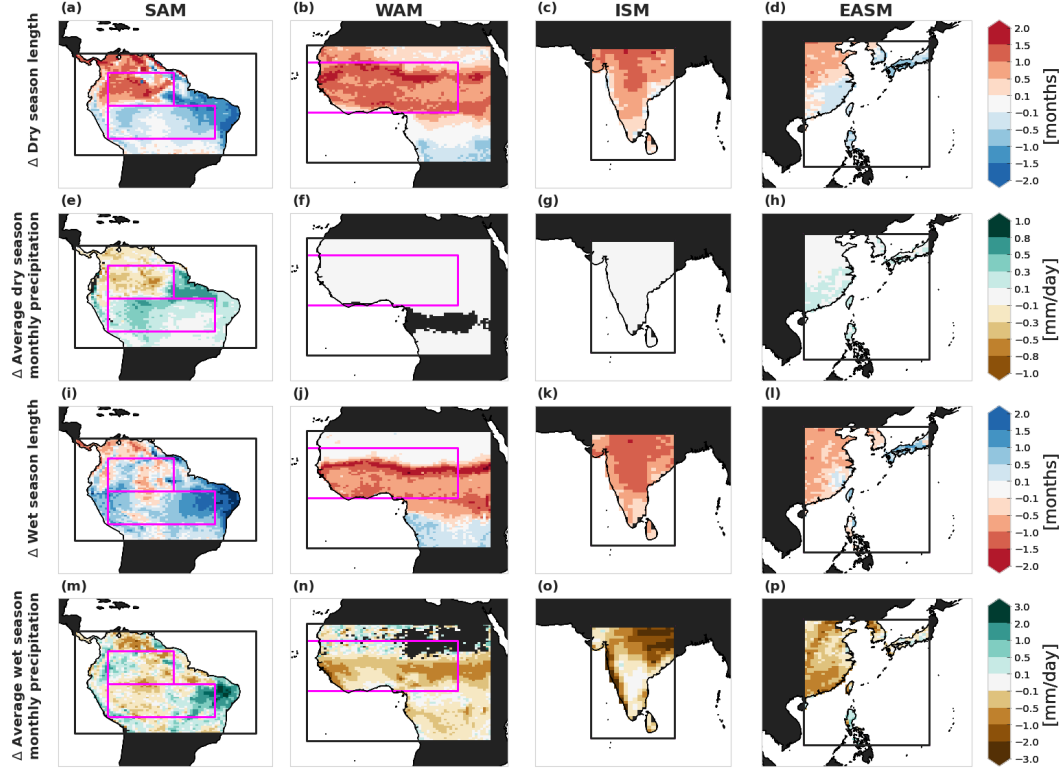 SAM
WAM
ISM
EASM
(a)
(b)
(c)
(d)
Δ Dry season length
2.0
1.5
1.0
0.5
0.1
−0.1
−0.5
−1.0
−1.5
−2.0
[months]
(e)
(f)
(g)
(h)
Δ Average dry season
monthly precipitation
1.0
0.8
0.5
0.3
0.1
−0.1
−0.3
−0.5
−0.8
−1.0
[mm/day]
(i)
(j)
(k)
(l)
Δ Wet season length
2.0
1.5
1.0
0.5
0.1
−0.1
−0.5
−1.0
−1.5
−2.0
[months]
(m)
(n)
(o)
(p)
Δ Average wet season
monthly precipitation
3.0
2.0
1.0
0.5
0.1
−0.1
−0.5
−1.0
−2.0
−3.0
[mm/day]